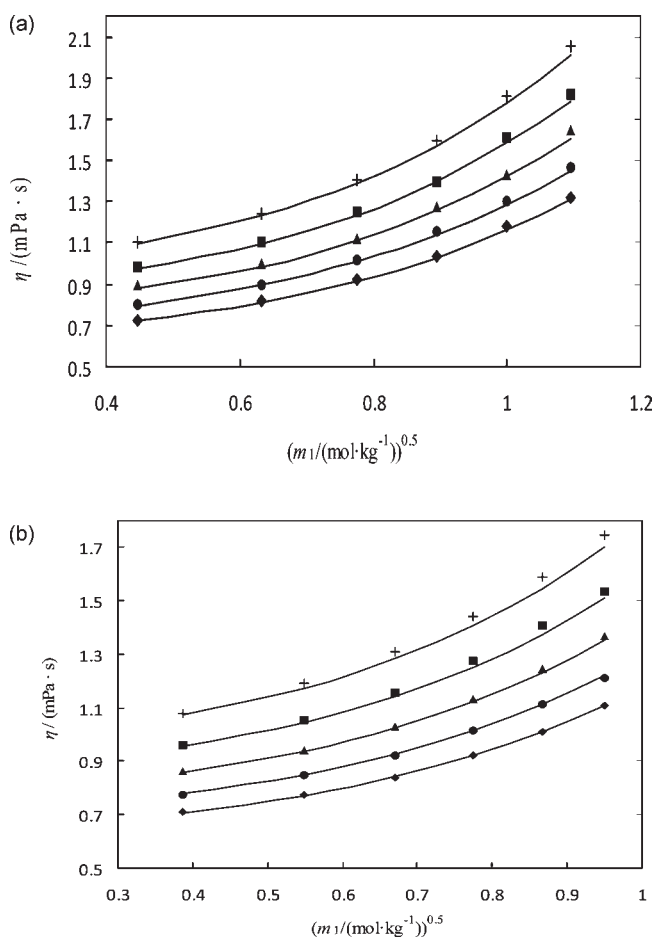 (a)
2.1
1.9
1.7
1.5
1.3
1.1
0.9
0.7
0.5
η /(mPa · s)
0.4 0.6 0.8 1 1.2
(m₁/(mol·kg⁻¹))⁰·⁵
(b)
1.7
1.5
1.3
1.1
0.9
0.7
0.5
η / (mPa · s)
0.3 0.4 0.5 0.6 0.7 0.8 0.9 1
(m₁/(mol·kg⁻¹))⁰·⁵